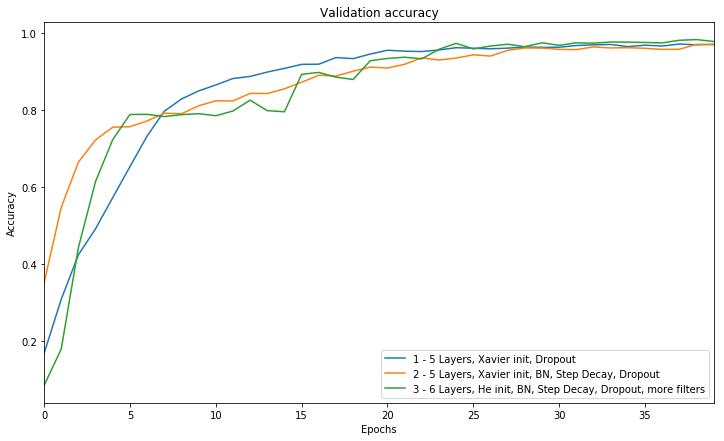 Validation accuracy
1.0
0.8
0.6
0.4
0.2
Accuracy
0 5 10 15 20 25 30 35
Epochs
1 - 5 Layers, Xavier init, Dropout
2 - 5 Layers, Xavier init, BN, Step Decay, Dropout
3 - 6 Layers, He init, BN, Step Decay, Dropout, more filters